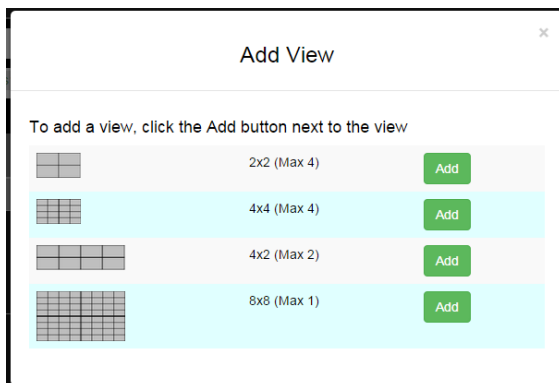 ×
Add View
To add a view, click the Add button next to the view
2x2 (Max 4) Add
4x4 (Max 4) Add
4x2 (Max 2) Add
8x8 (Max 1) Add